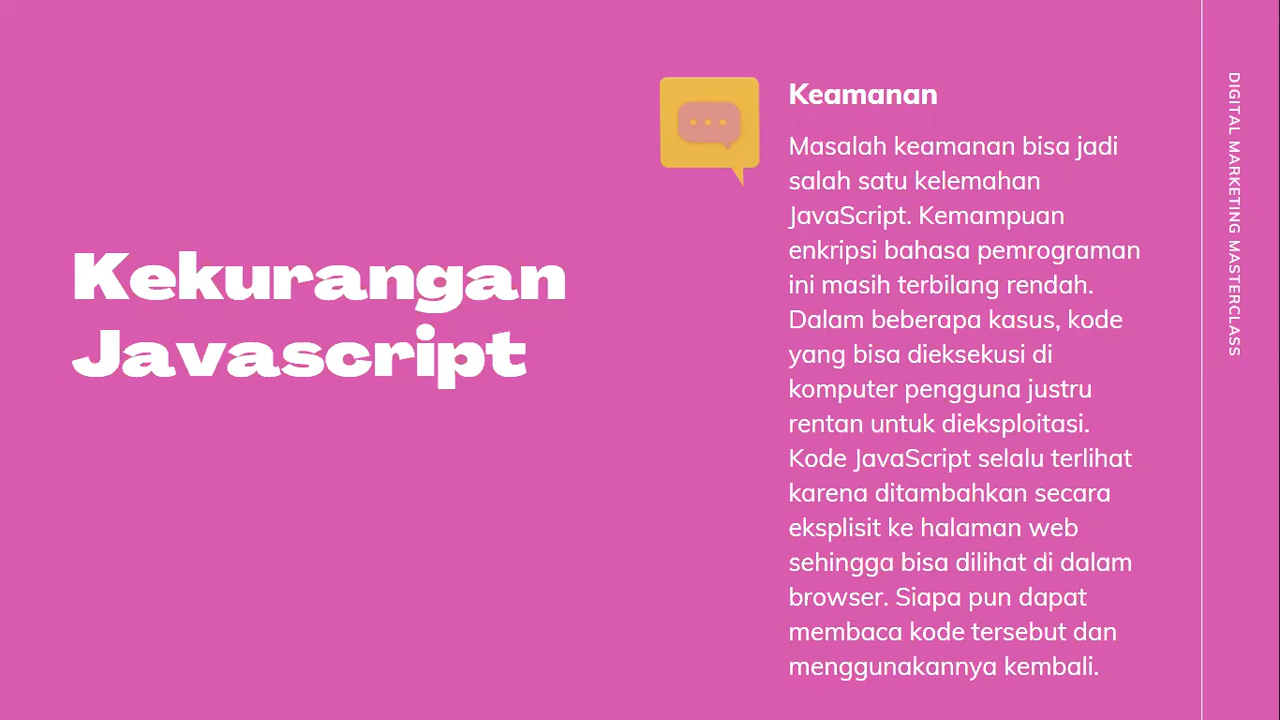 Kekurangan
Javascript
Keamanan
Masalah keamanan bisa jadi
salah satu kelemahan
JavaScript. Kemampuan
enkripsi bahasa pemrograman
ini masih terbilang rendah.
Dalam beberapa kasus, kode
yang bisa dieksekusi di
komputer pengguna justru
rentan untuk dieksploitasi.
Kode JavaScript selalu terlihat
karena ditambahkan secara
eksplisit ke halaman web
sehingga bisa dilihat di dalam
browser. Siapa pun dapat
membaca kode tersebut dan
menggunakannya kembali.
DIGITAL MARKETING MASTERCLASS